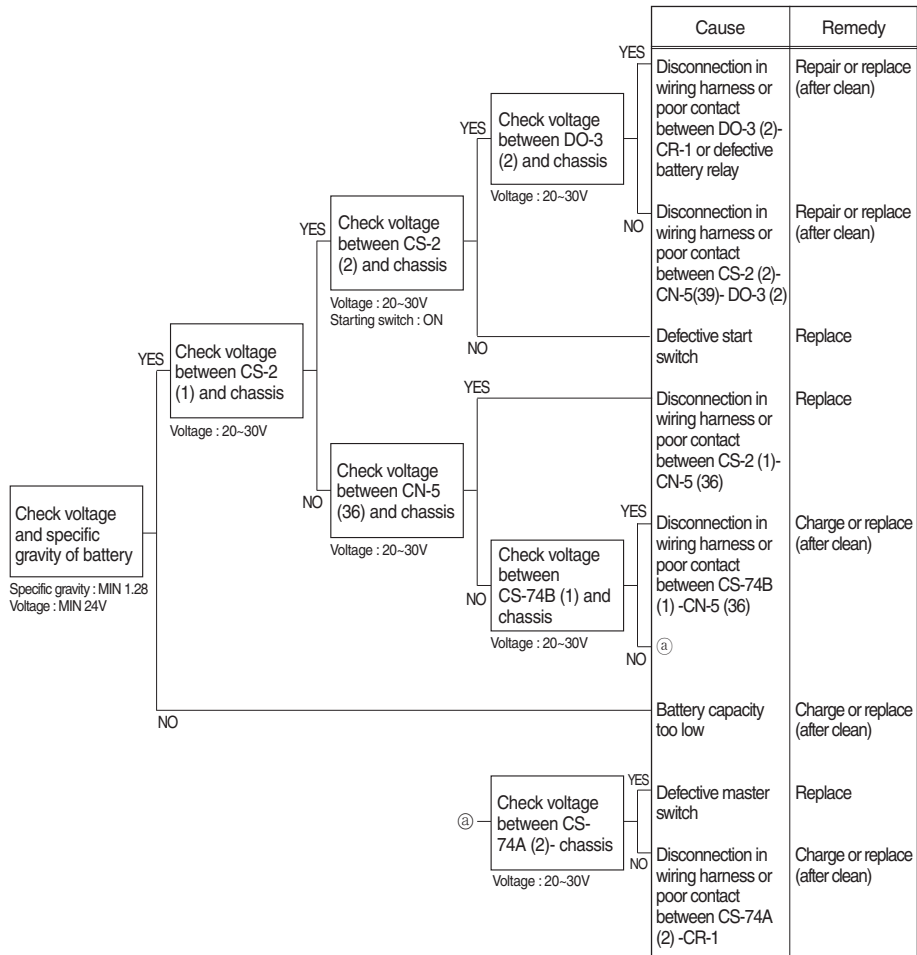 Cause
Remedy
YES
Disconnection in
wiring harness or
poor contact
between DO-3 (2)-
CR-1 or defective
battery relay
Repair or replace
(after clean)
YES
Check voltage
between DO-3
(2) and chassis
Voltage : 20~30V
NO
Disconnection in
wiring harness or
poor contact
between CS-2 (2)-
CN-5(39)- DO-3 (2)
Repair or replace
(after clean)
YES
Check voltage
between CS-2
(2) and chassis
Voltage : 20~30V
Starting switch : ON
NO
Defective start
switch
Replace
YES
Check voltage
between CS-2
(1) and chassis
Voltage : 20~30V
YES
Disconnection in
wiring harness or
poor contact
between CS-2 (1)-
CN-5 (36)
Replace
NO
Check voltage
between CN-5
(36) and chassis
Voltage : 20~30V
Check voltage
and specific
gravity of battery
Specific gravity : MIN 1.28
Voltage : MIN 24V
YES
Disconnection in
wiring harness or
poor contact
between CS-74B
(1) -CN-5 (36)
Charge or replace
(after clean)
NO
Check voltage
between
CS-74B (1) and
chassis
Voltage : 20~30V
NO
ⓐ
NO
Battery capacity
too low
Charge or replace
(after clean)
ⓐ
Check voltage
between CS-
74A (2)- chassis
Voltage : 20~30V
YES
Defective master
switch
Replace
NO
Disconnection in
wiring harness or
poor contact
between CS-74A
(2) -CR-1
Charge or replace
(after clean)